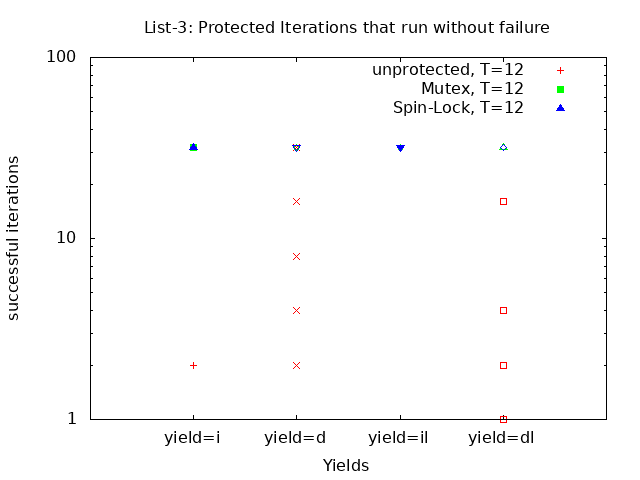 List-3: Protected Iterations that run without failure
100
10
1
successful iterations
unprotected, T=12
Mutex, T=12
Spin-Lock, T=12
yield=i yield=d yield=il yield=dl
Yields